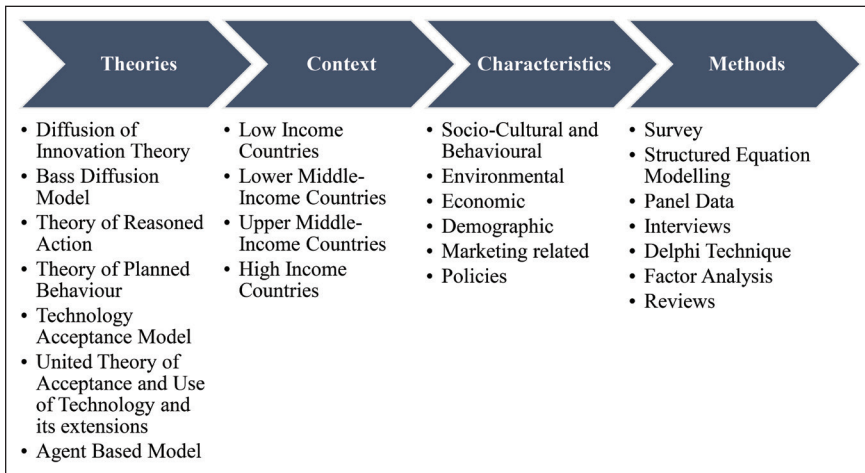 Theories
Context
Characteristics
Methods
• Diffusion of
Innovation Theory
• Bass Diffusion
Model
• Theory of Reasoned
Action
• Theory of Planned
Behaviour
• Technology
Acceptance Model
• United Theory of
Acceptance and Use
of Technology and
its extensions
• Agent Based Model
• Low Income
Countries
• Lower Middle-
Income Countries
• Upper Middle-
Income Countries
• High Income
Countries
• Socio-Cultural and
Behavioural
• Environmental
• Economic
• Demographic
• Marketing related
• Policies
• Survey
• Structured Equation
Modelling
• Panel Data
• Interviews
• Delphi Technique
• Factor Analysis
• Reviews